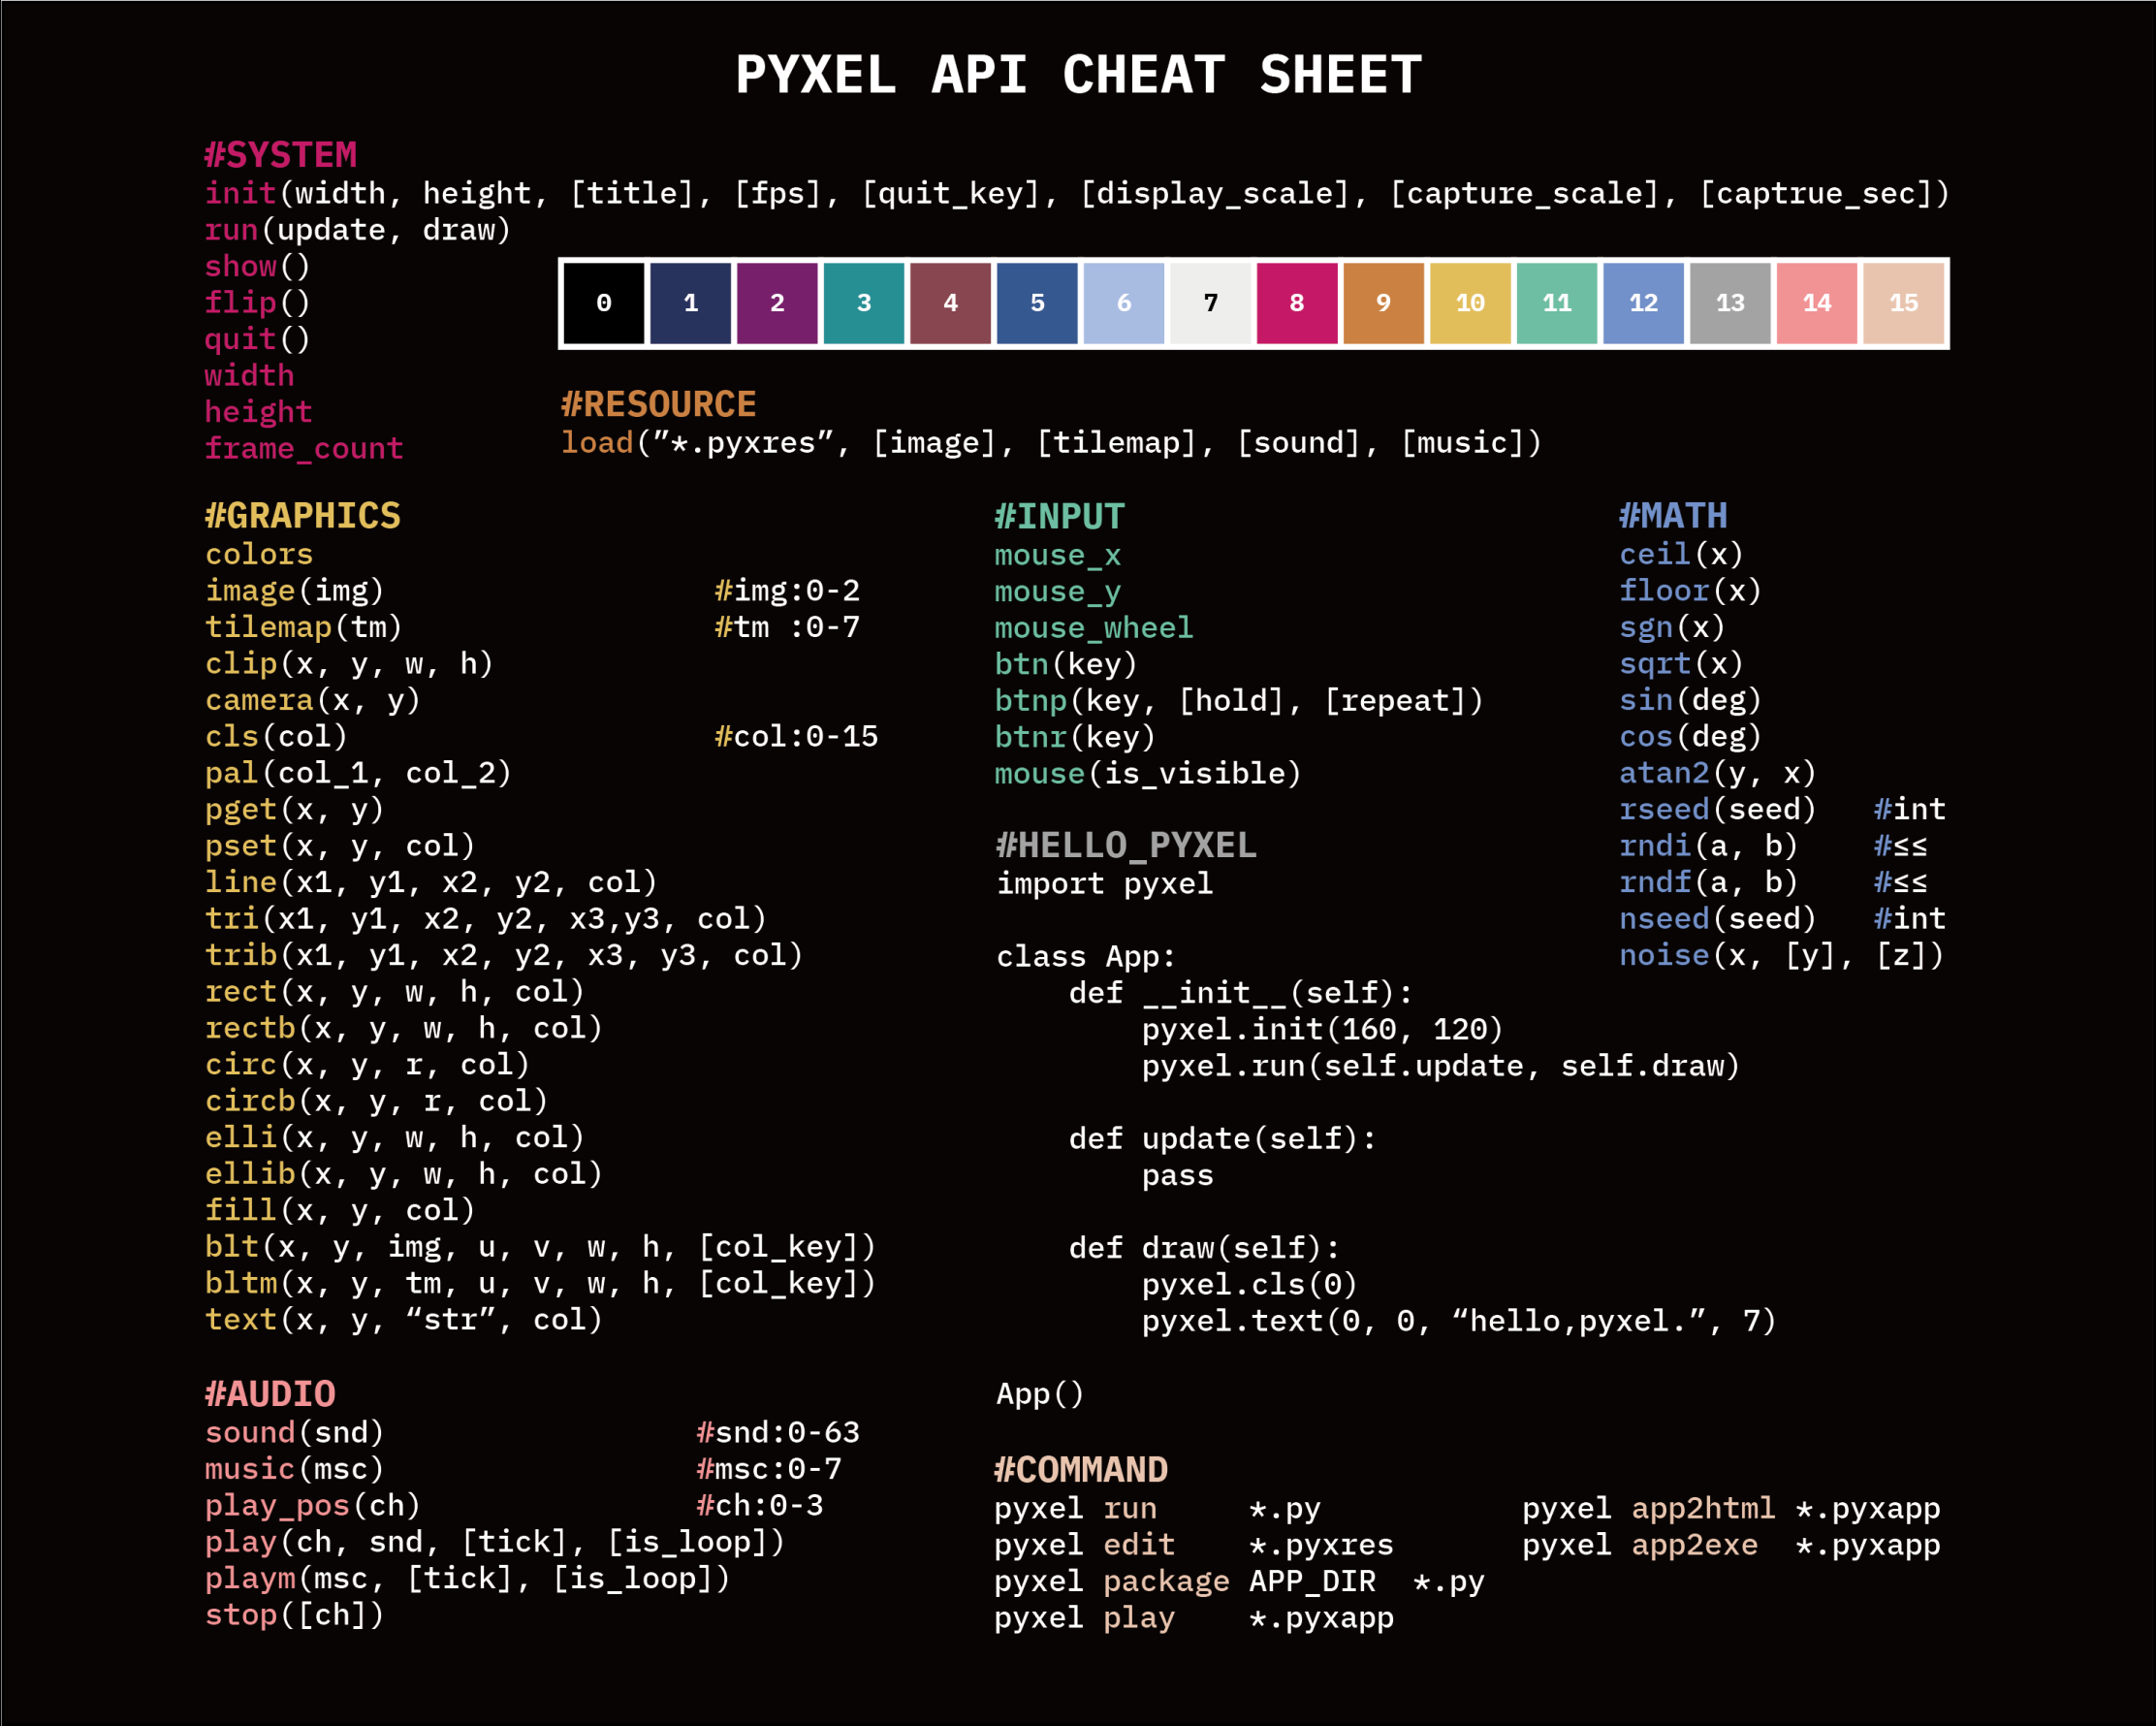 PYXEL API CHEAT SHEET
#SYSTEM
init(width, height, [title], [fps], [quit_key], [display_scale], [capture_scale], [captrue_sec])
run(update, draw)
show()
flip()
quit()
width
height
frame_count
0 1 2 3 4 5 6 7 8 9 10 11 12 13 14 15
#RESOURCE
load(”*.pyxres”, [image], [tilemap], [sound], [music])
#GRAPHICS
colors
image(img) #img:0-2
tilemap(tm) #tm :0-7
clip(x, y, w, h)
camera(x, y)
cls(col) #col:0-15
pal(col_1, col_2)
pget(x, y)
pset(x, y, col)
line(x1, y1, x2, y2, col)
tri(x1, y1, x2, y2, x3,y3, col)
trib(x1, y1, x2, y2, x3, y3, col)
rect(x, y, w, h, col)
rectb(x, y, w, h, col)
circ(x, y, r, col)
circb(x, y, r, col)
elli(x, y, w, h, col)
ellib(x, y, w, h, col)
fill(x, y, col)
blt(x, y, img, u, v, w, h, [col_key])
bltm(x, y, tm, u, v, w, h, [col_key])
text(x, y, “str”, col)
#AUDIO
sound(snd) #snd:0-63
music(msc) #msc:0-7
play_pos(ch) #ch:0-3
play(ch, snd, [tick], [is_loop])
playm(msc, [tick], [is_loop])
stop([ch])
#INPUT
mouse_x
mouse_y
mouse_wheel
btn(key)
btnp(key, [hold], [repeat])
btnr(key)
mouse(is_visible)
#HELLO_PYXEL
import pyxel
class App:
    def __init__(self):
        pyxel.init(160, 120)
        pyxel.run(self.update, self.draw)
    def update(self):
        pass
    def draw(self):
        pyxel.cls(0)
        pyxel.text(0, 0, “hello,pyxel.”, 7)
App()
#MATH
ceil(x)
floor(x)
sgn(x)
sqrt(x)
sin(deg)
cos(deg)
atan2(y, x)
rseed(seed) #int
rndi(a, b) #≤≤
rndf(a, b) #≤≤
nseed(seed) #int
noise(x, [y], [z])
#COMMAND
pyxel run *.py
pyxel edit *.pyxres
pyxel package APP_DIR *.py
pyxel play *.pyxapp
pyxel app2html *.pyxapp
pyxel app2exe *.pyxapp